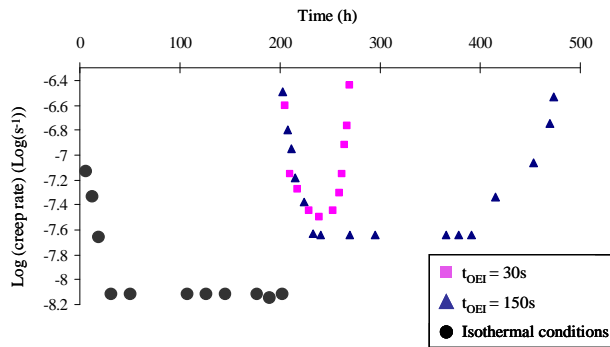 Time (h)
0 100 200 300 400 500
-6.4
-6.6
-6.8
-7
-7.2
-7.4
-7.6
-7.8
-8
-8.2
Log (creep rate) (Log(s⁻¹))
tOEI = 30s
tOEI = 150s
Isothermal conditions